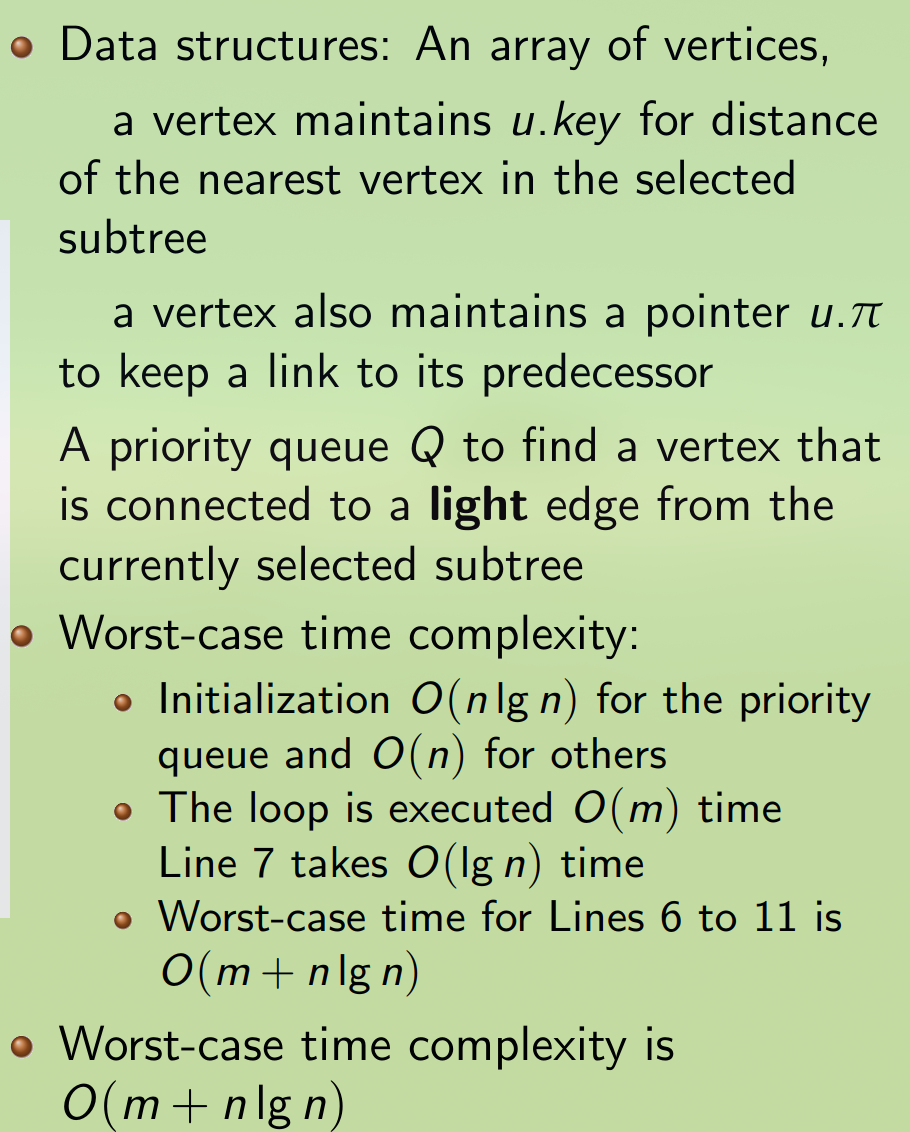 Data structures: An array of vertices,
a vertex maintains u.key for distance
of the nearest vertex in the selected
subtree
a vertex also maintains a pointer u.π
to keep a link to its predecessor
A priority queue Q to find a vertex that
is connected to a light edge from the
currently selected subtree
Worst-case time complexity:
Initialization O(n lg n) for the priority
queue and O(n) for others
The loop is executed O(m) time
Line 7 takes O(lg n) time
Worst-case time for Lines 6 to 11 is
O(m + n lg n)
Worst-case time complexity is
O(m + n lg n)